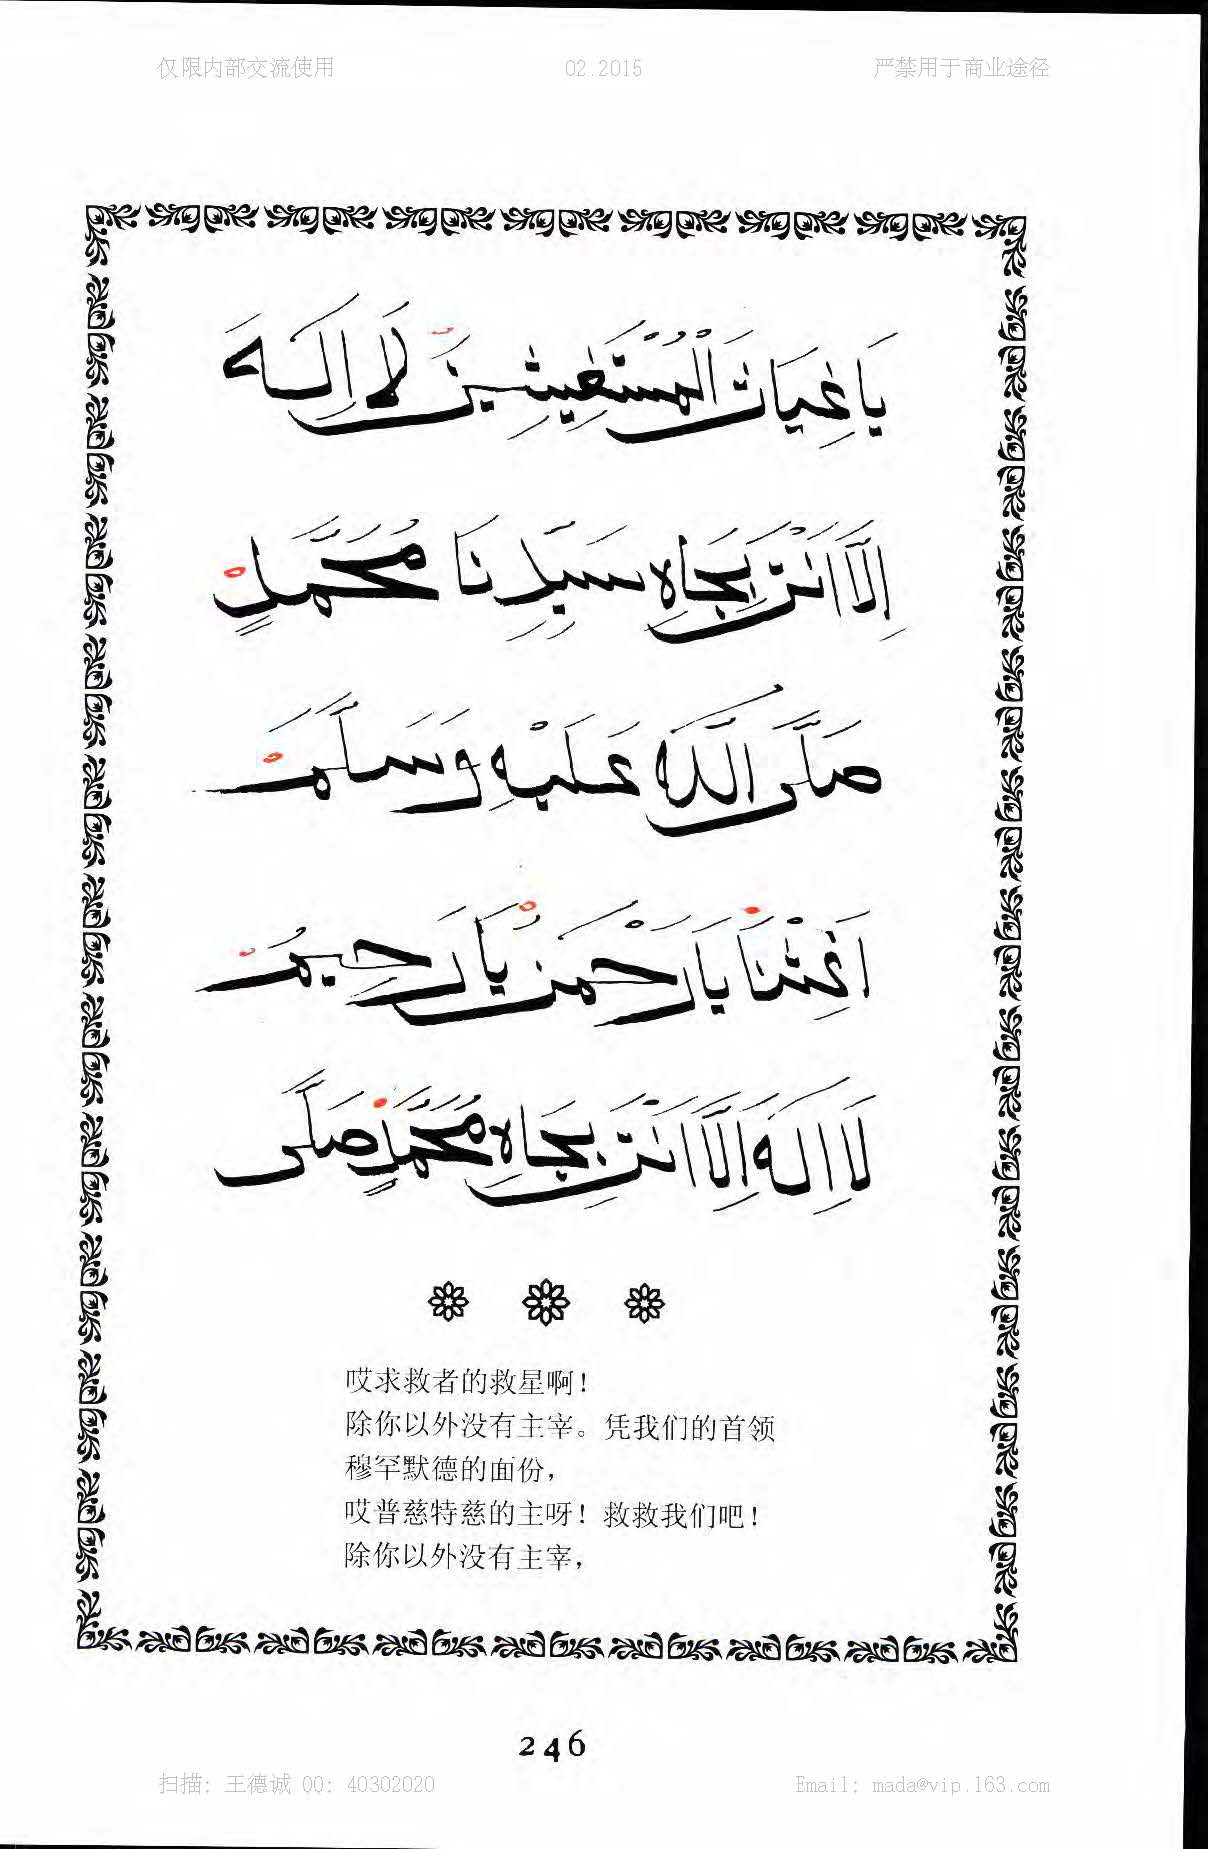 仅限内部交流使用 02.2015 严禁用于商业途径
يَا غِيَاثَ الْمُسْتَغِيثِينَ لَا إِلَهَ
إِلَّا أَنْتَ بِجَاهِ سَيِّدِنَا مُحَمَّدٍ
صَلَّى اللَّهُ عَلَيْهِ وَسَلَّمَ
اَغِثْنَا يَا رَحْمَنُ يَا رَحِيمُ
لَا اِلَهَ اِلَّا اَنْتَ بِجَاهِ مُحَمَّدٍ صَلَّى
哎求救者的救星啊！
除你以外没有主宰。凭我们的首领
穆罕默德的面份，
哎普慈特慈的主呀！救救我们吧！
除你以外没有主宰，
246
扫描: 王德诚 QQ: 40302020 Email: mada@vip.163.com